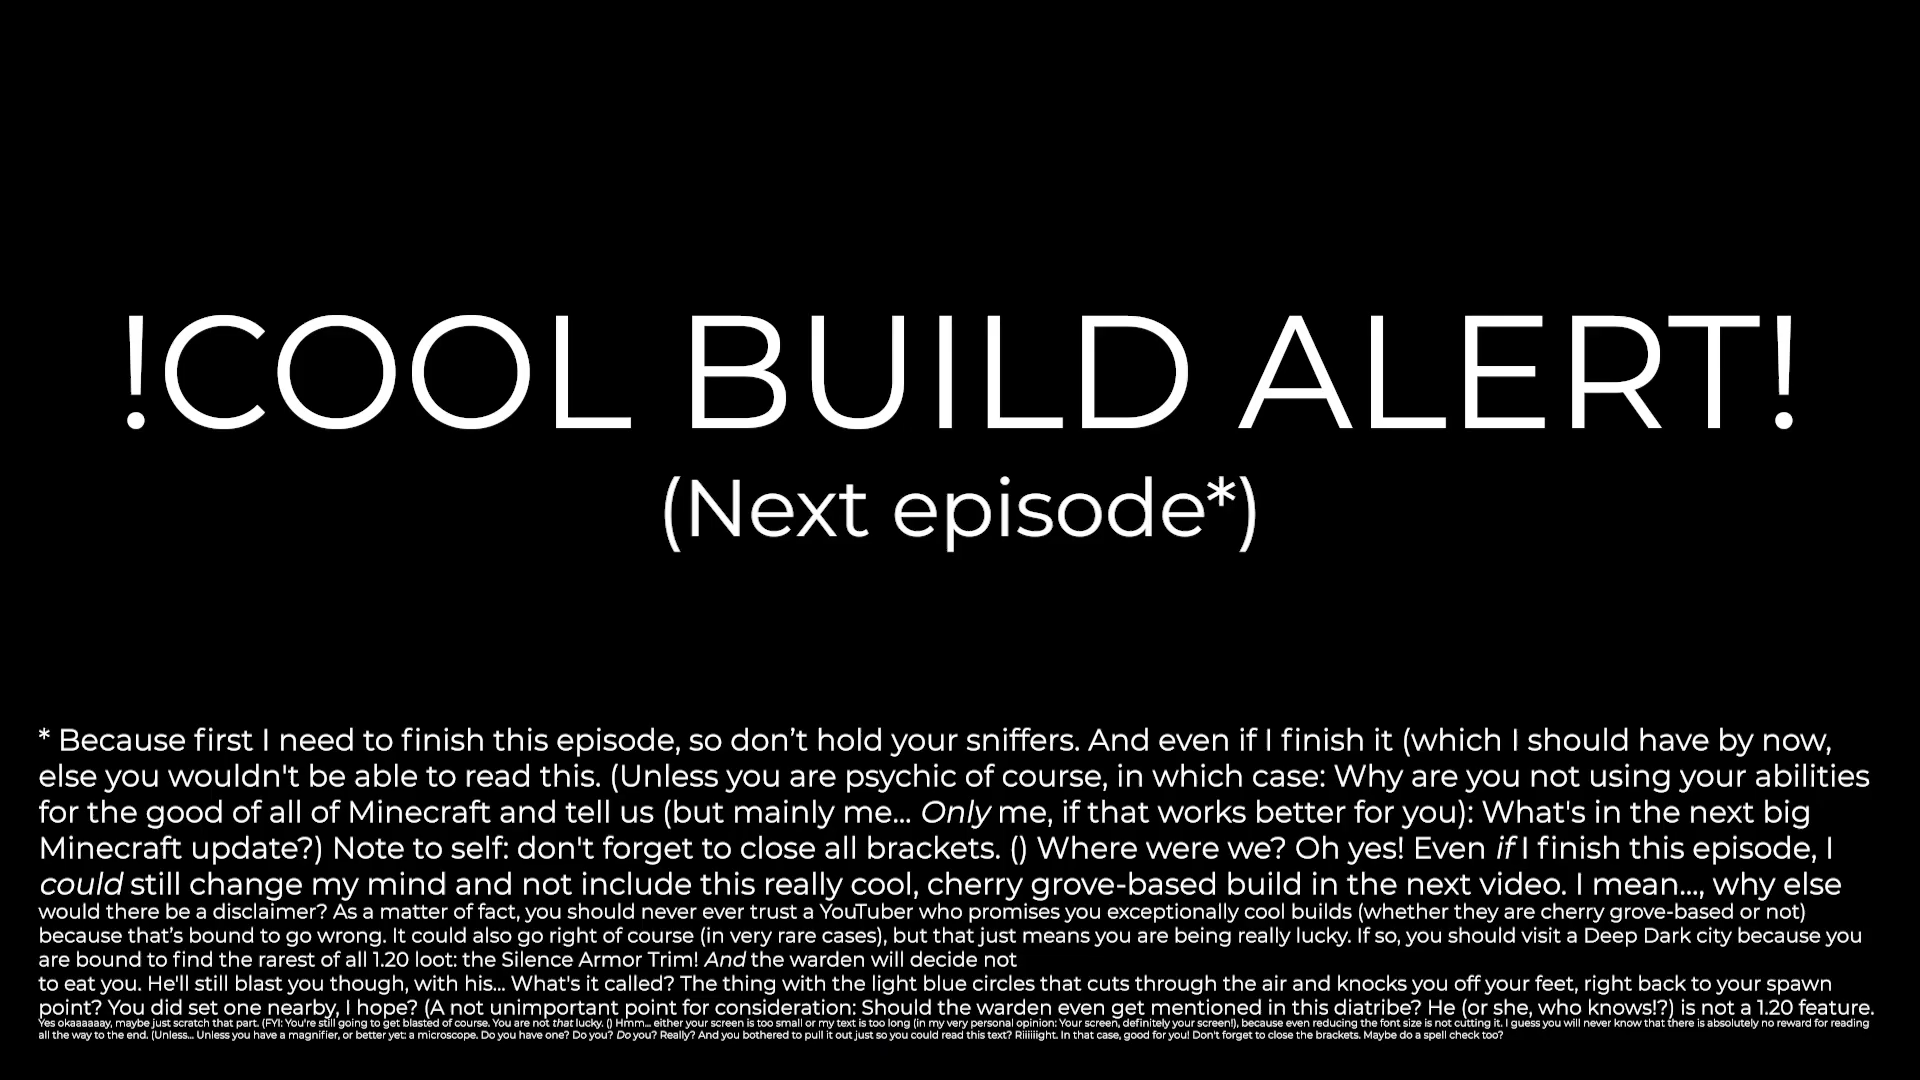 !COOL BUILD ALERT!
(Next episode*)
* Because first I need to finish this episode, so don’t hold your sniffers. And even if I finish it (which I should have by now,
else you wouldn't be able to read this. (Unless you are psychic of course, in which case: Why are you not using your abilities
for the good of all of Minecraft and tell us (but mainly me... Only me, if that works better for you): What's in the next big
Minecraft update?) Note to self: don't forget to close all brackets. () Where were we? Oh yes! Even if I finish this episode, I
could still change my mind and not include this really cool, cherry grove-based build in the next video. I mean..., why else
would there be a disclaimer? As a matter of fact, you should never ever trust a YouTuber who promises you exceptionally cool builds (whether they are cherry grove-based or not)
because that’s bound to go wrong. It could also go right of course (in very rare cases), but that just means you are being really lucky. If so, you should visit a Deep Dark city because you
are bound to find the rarest of all 1.20 loot: the Silence Armor Trim! And the warden will decide not
to eat you. He'll still blast you though, with his... What's it called? The thing with the light blue circles that cuts through the air and knocks you off your feet, right back to your spawn
point? You did set one nearby, I hope? (A not unimportant point for consideration: Should the warden even get mentioned in this diatribe? He (or she, who knows!?) is not a 1.20 feature.
Yes okaaaaaay, maybe just scratch that part. (FYI: You're still going to get blasted of course. You are not that lucky. () Hmm... either your screen is too small or my text is too long (in my very personal opinion: Your screen, definitely your screen!), because even reducing the font size is not cutting it. I guess you will never know that there is absolutely no reward for reading
all the way to the end. (Unless... Unless you have a magnifier, or better yet: a microscope. Do you have one? Do you? Do you? Really? And you bothered to pull it out just so you could read this text? Riiiiiight. In that case, good for you! Don't forget to close the brackets. Maybe do a spell check too?